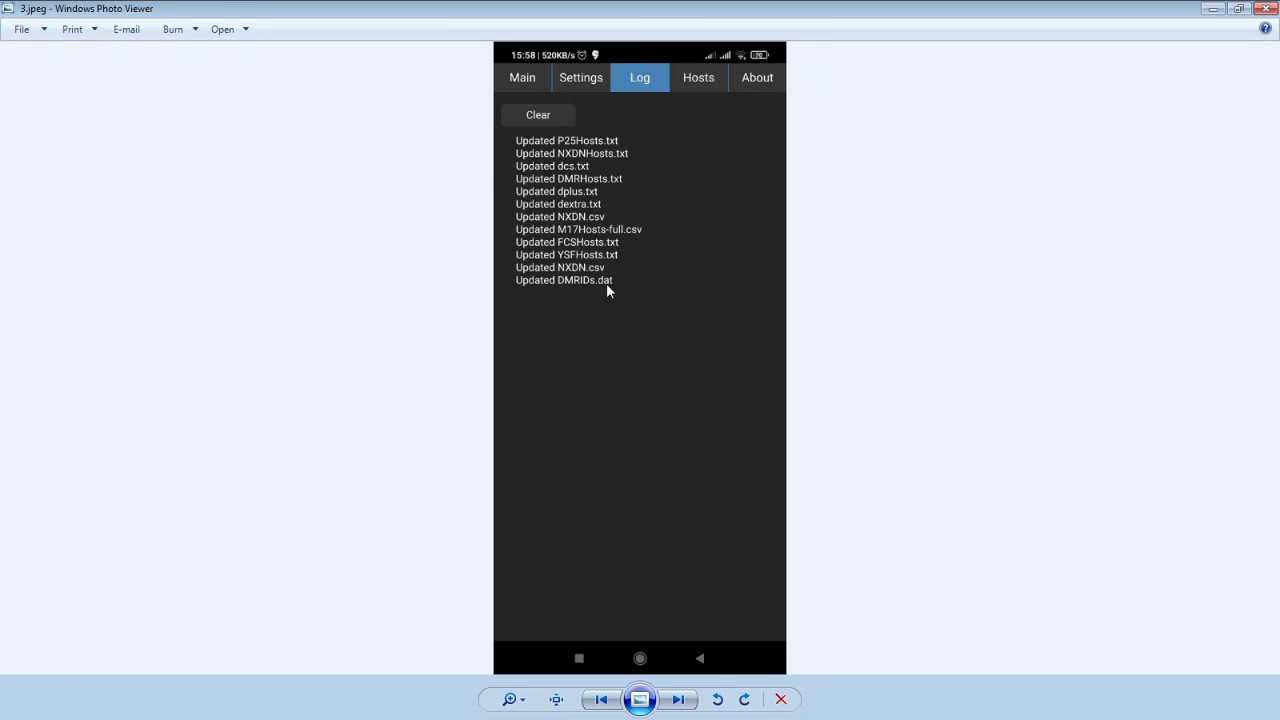 3.jpeg - Windows Photo Viewer
File Print E-mail Burn Open
15:58 | 520KB/s 70
Main Settings Log Hosts About
Clear
Updated P25Hosts.txt
Updated NXDNHosts.txt
Updated dcs.txt
Updated DMRHosts.txt
Updated dplus.txt
Updated dextra.txt
Updated NXDN.csv
Updated M17Hosts-full.csv
Updated FCSHosts.txt
Updated YSFHosts.txt
Updated NXDN.csv
Updated DMRIDs.dat